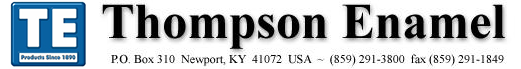 TE
Products Since 1890
Thompson Enamel
P.O. Box 310 Newport, KY 41072 USA ~ (859) 291-3800 fax (859) 291-1849